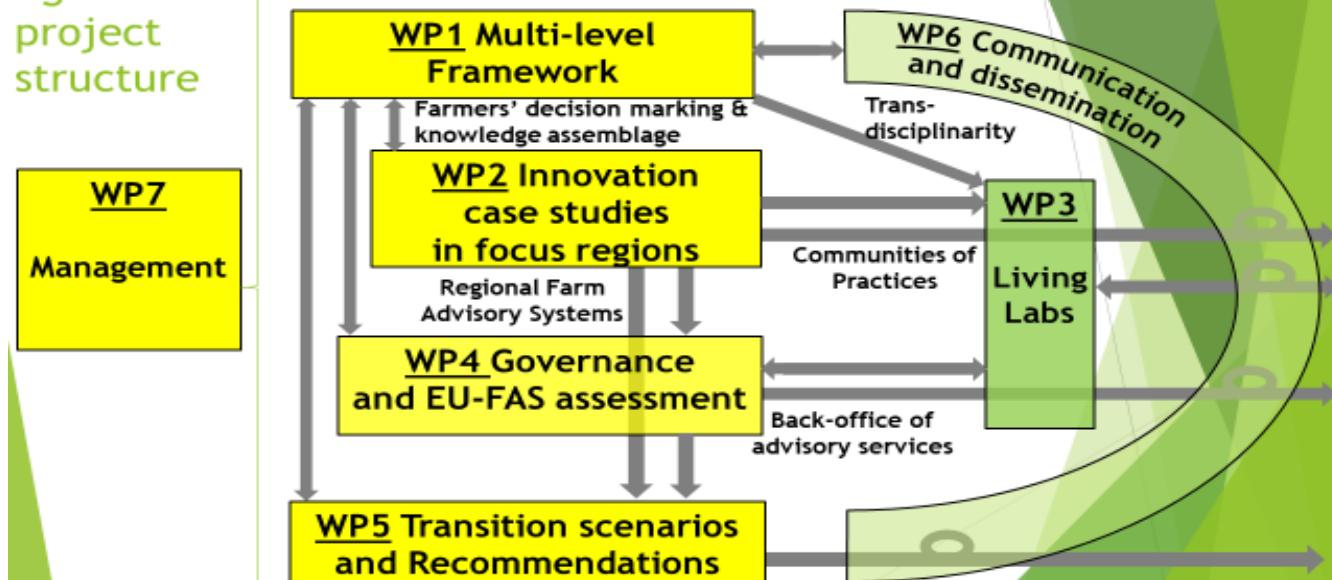 project
structure
WP7
Management
WP1 Multi-level
Framework
WP6 Communication
and dissemination
Farmers' decision marking &
knowledge assemblage
Trans-
disciplinarity
WP2 Innovation
case studies
in focus regions
WP3
Living
Labs
Communities of
Practices
Regional Farm
Advisory Systems
WP4 Governance
and EU-FAS assessment
Back-office of
advisory services
WP5 Transition scenarios
and Recommendations